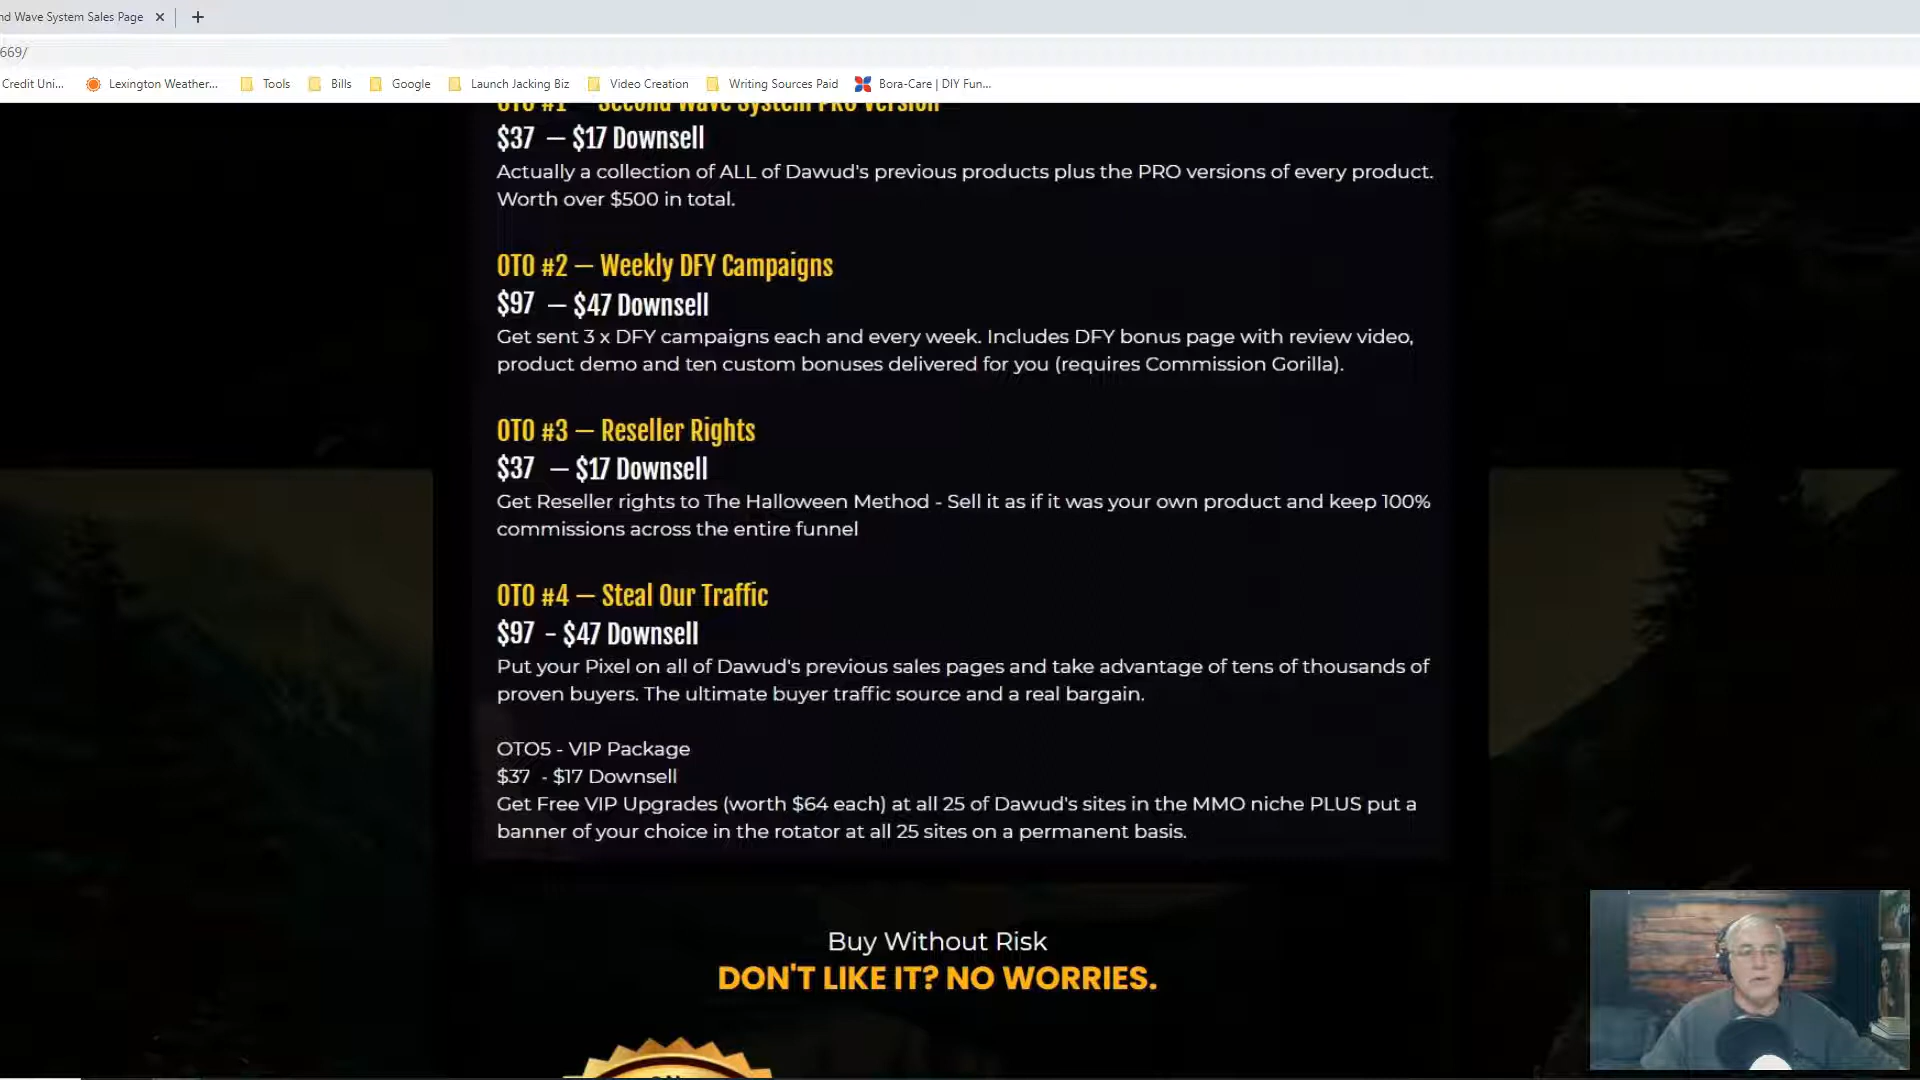 nd Wave System Sales Page
669/
Credit Uni...
Lexington Weather...
Tools
Bills
Google
Launch Jacking Biz
Video Creation
Writing Sources Paid
Bora-Care | DIY Fun...
OTO #1 — Second Wave System PRO Version
$37 — $17 Downsell
Actually a collection of ALL of Dawud's previous products plus the PRO versions of every product.
Worth over $500 in total.
OTO #2 — Weekly DFY Campaigns
$97 — $47 Downsell
Get sent 3 x DFY campaigns each and every week. Includes DFY bonus page with review video,
product demo and ten custom bonuses delivered for you (requires Commission Gorilla).
OTO #3 — Reseller Rights
$37 — $17 Downsell
Get Reseller rights to The Halloween Method - Sell it as if it was your own product and keep 100%
commissions across the entire funnel
OTO #4 — Steal Our Traffic
$97 - $47 Downsell
Put your Pixel on all of Dawud's previous sales pages and take advantage of tens of thousands of
proven buyers. The ultimate buyer traffic source and a real bargain.
OTO5 - VIP Package
$37 - $17 Downsell
Get Free VIP Upgrades (worth $64 each) at all 25 of Dawud's sites in the MMO niche PLUS put a
banner of your choice in the rotator at all 25 sites on a permanent basis.
Buy Without Risk
DON'T LIKE IT? NO WORRIES.